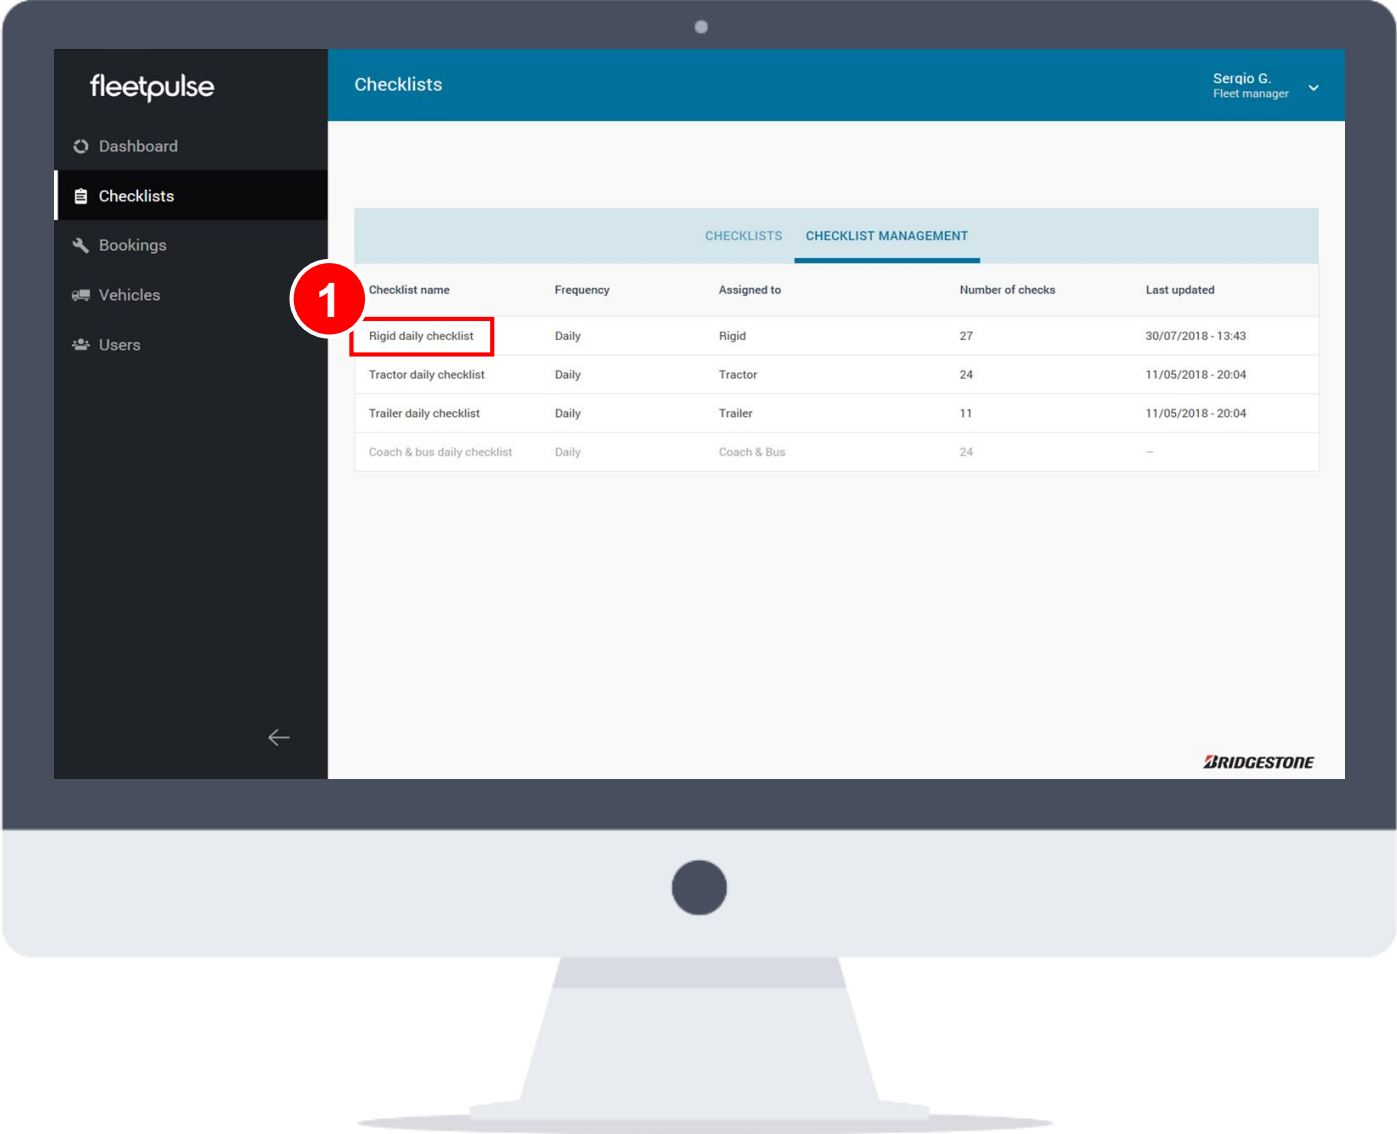 fleetpulse
Checklists
Sergio G.
Fleet manager
Dashboard
Checklists
Bookings
Vehicles
Users
CHECKLISTS CHECKLIST MANAGEMENT
1
Checklist name Frequency Assigned to Number of checks Last updated
Rigid daily checklist Daily Rigid 27 30/07/2018 - 13:43
Tractor daily checklist Daily Tractor 24 11/05/2018 - 20:04
Trailer daily checklist Daily Trailer 11 11/05/2018 - 20:04
Coach & bus daily checklist Daily Coach & Bus 24 –
BRIDGESTONE